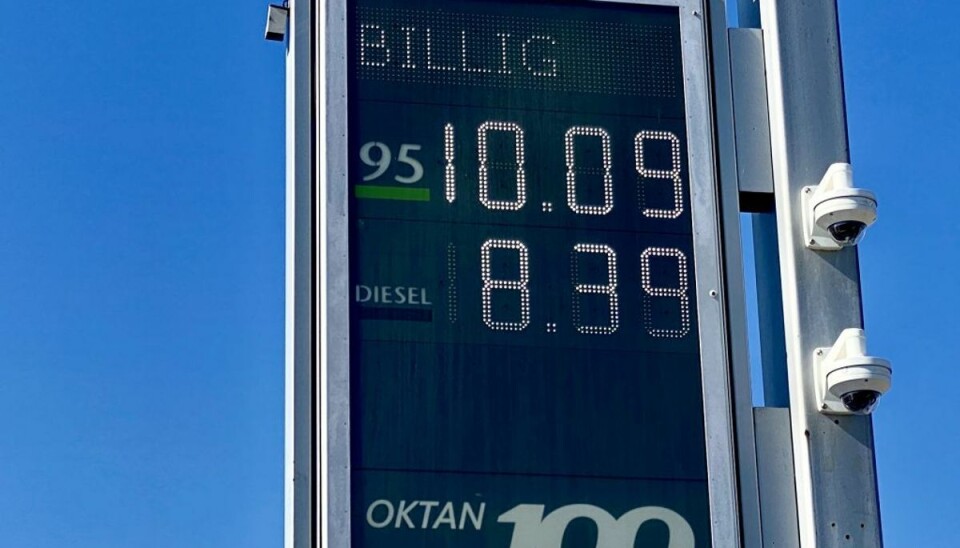 BILLIG
95 10.09
DIESEL 8.39
OKTAN 100